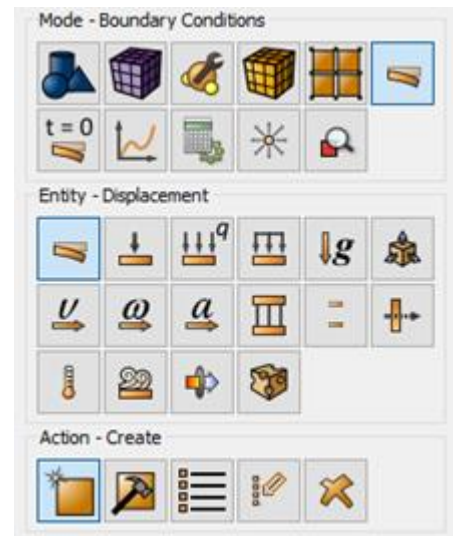 Mode - Boundary Conditions
t = 0
Entity - Displacement
q
g
υ ω a
Action - Create